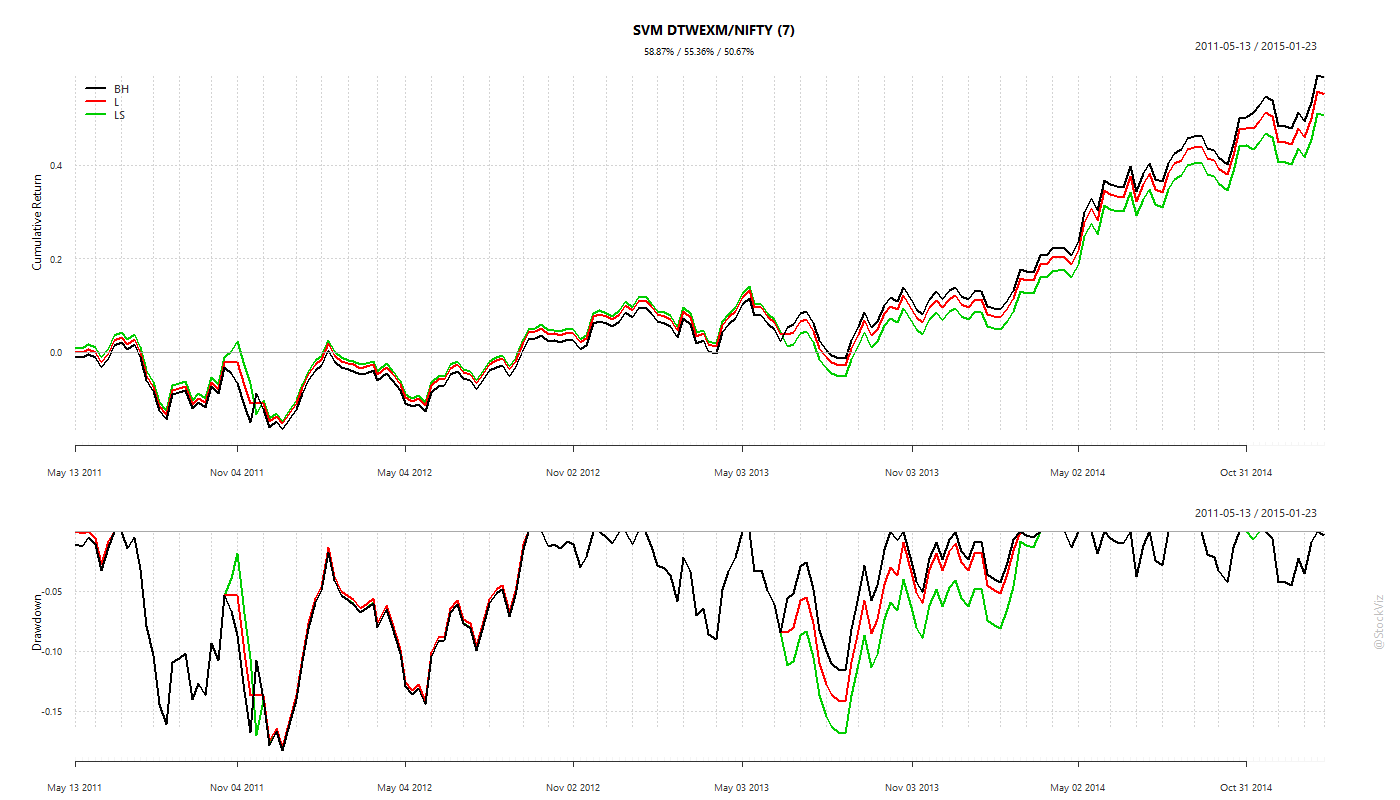 SVM DTWEXM/NIFTY (7)
58.87% / 55.36% / 50.67%
2011-05-13 / 2015-01-23
BH
L
LS
Cumulative Return
0.4
0.2
0.0
May 13 2011
Nov 04 2011
May 04 2012
Nov 02 2012
May 03 2013
Nov 03 2013
May 02 2014
Oct 31 2014
2011-05-13 / 2015-01-23
Drawdown
-0.05
-0.10
-0.15
May 13 2011
Nov 04 2011
May 04 2012
Nov 02 2012
May 03 2013
Nov 03 2013
May 02 2014
Oct 31 2014
@StockViz